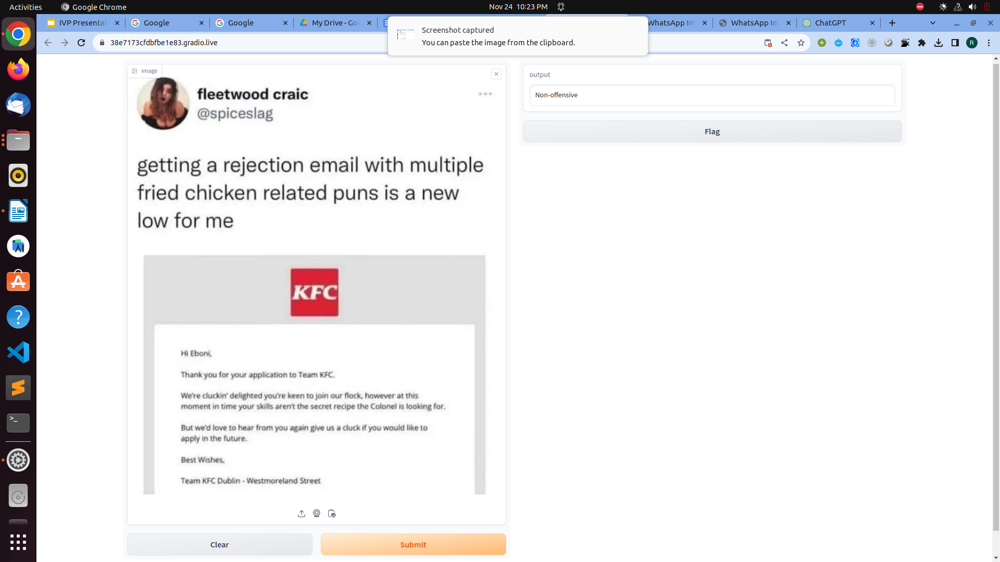 Activities
Google Chrome
Nov 24 10:23 PM
IVP Presentat
Google
Google
My Drive - Go
WhatsApp Im
WhatsApp Im
ChatGPT
Screenshot captured
You can paste the image from the clipboard.
38e7173cfdbfbe1e83.gradio.live
R
image
fleetwood craic
@spiceslag
getting a rejection email with multiple
fried chicken related puns is a new
low for me
KFC
Hi Eboni,
Thank you for your application to Team KFC.
We're cluckin' delighted you're keen to join our flock, however at this
moment in time your skills aren't the secret recipe the Colonel is looking for.
But we'd love to hear from you again give us a cluck if you would like to
apply in the future.
Best Wishes,
Team KFC Dublin - Westmoreland Street
Clear
Submit
output
Non-offensive
Flag